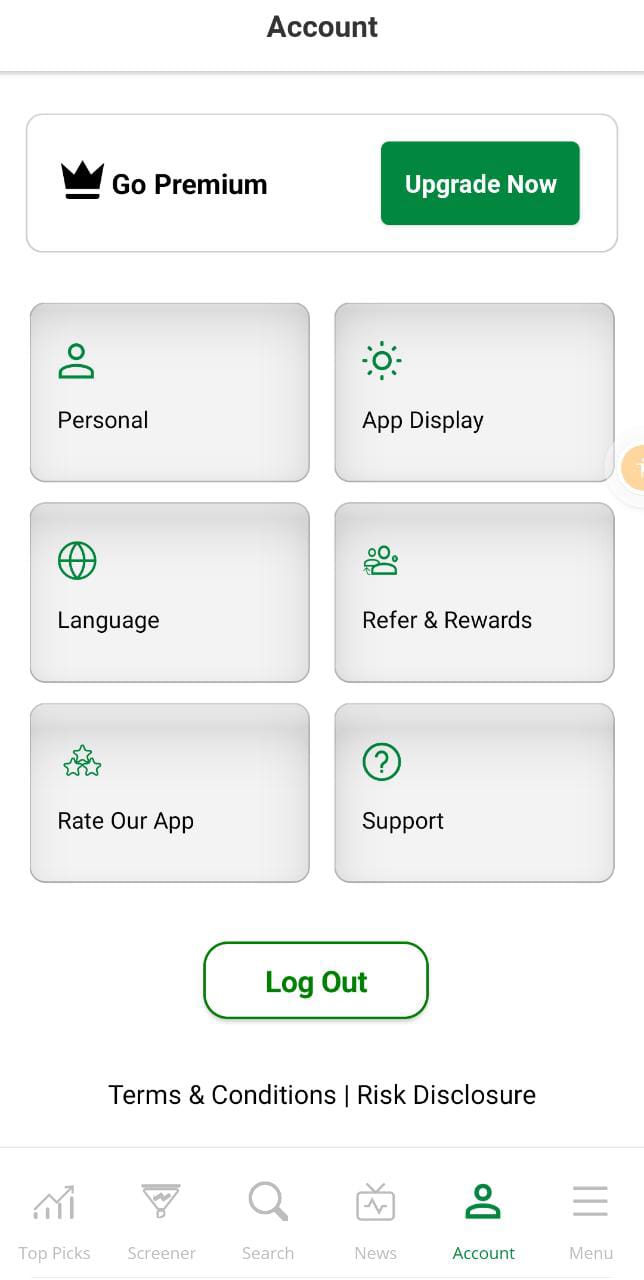 Account
Go Premium
Upgrade Now
Personal
App Display
Language
Refer & Rewards
Rate Our App
Support
Log Out
Terms & Conditions | Risk Disclosure
Top Picks
Screener
Search
News
Account
Menu